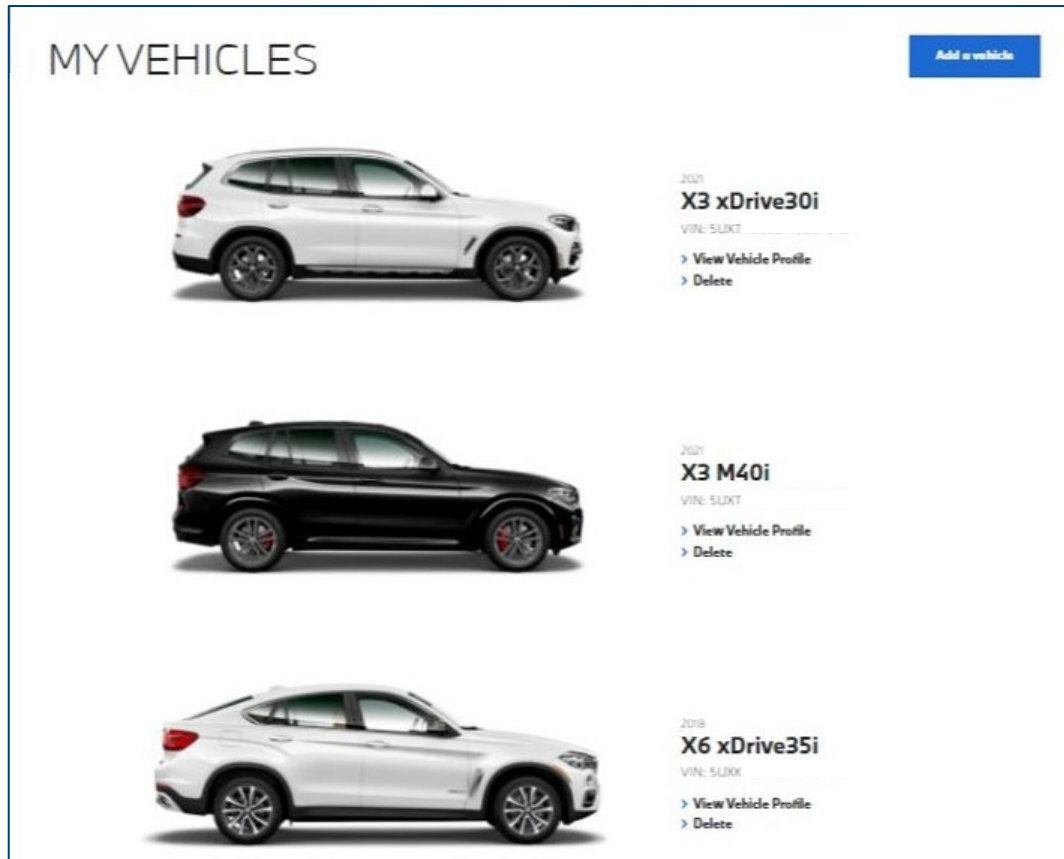 MY VEHICLES
Add a vehicle
2021
X3 xDrive30i
VIN: 5UXT
> View Vehicle Profile
> Delete
2021
X3 M40i
VIN: 5UXT
> View Vehicle Profile
> Delete
2018
X6 xDrive35i
VIN: 5UXK
> View Vehicle Profile
> Delete